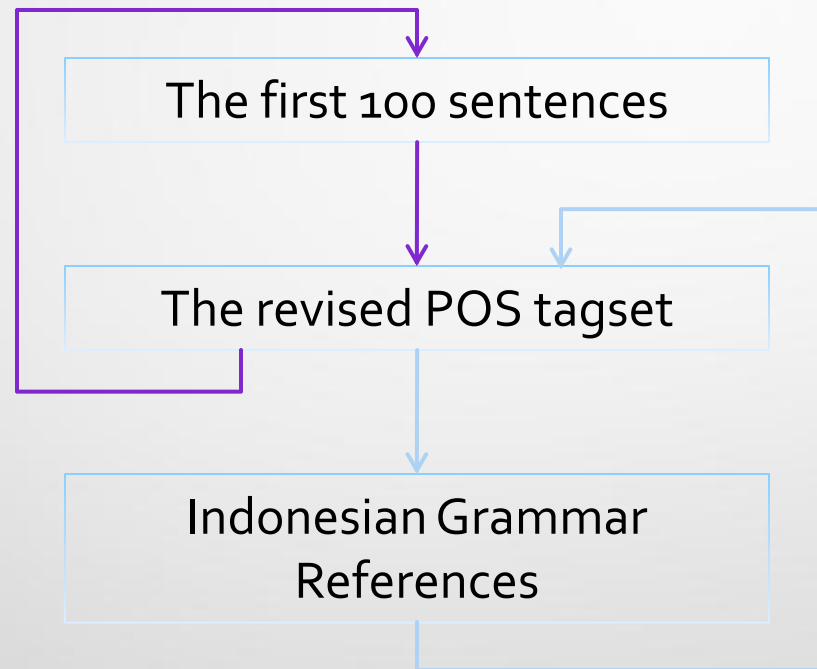 The first 100 sentences
The revised POS tagset
Indonesian Grammar
References